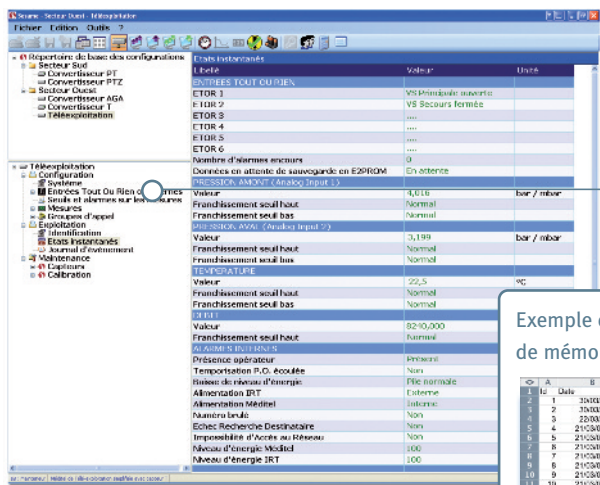 Sesame - Secteur Ouest - Téléexploitation
Fichier Edition Outils ?
Répertoire de base des configurations
Secteur Sud
Convertisseur PT
Convertisseur PTZ
Secteur Ouest
Convertisseur AGA
Convertisseur T
Téléexploitation
Téléexploitation
Configuration
Système
Entrées Tout Ou Rien
Seuils et alarmes sur les mesures
Mesures
Groupes d'appel
Exploitation
Identification
Etats instantanés
Journal d'événement
Maintenance
Capteurs
Calibration
Etats instantanés
Libellé Valeur Unité
ENTREES TOUT OU RIEN
ETOR 1 VS Principale ouverte
ETOR 2 VS Secours fermée
ETOR 3 ....
ETOR 4 ....
ETOR 5 ....
ETOR 6 ....
Nombre d'alarmes encours 0
Données en attente de sauvegarde en E2PROM En attente
PRESSION AMONT (Analog Input 1)
Valeur 4,016 bar / mbar
Franchissement seuil haut Normal
Franchissement seuil bas Normal
PRESSION AVAL (Analog Input 2)
Valeur 3,199 bar / mbar
Franchissement seuil haut Normal
Franchissement seuil bas Normal
TEMPERATURE
Valeur 22,5 °C
Franchissement seuil haut Normal
Franchissement seuil bas Normal
DEBIT
Valeur 8240,000
Franchissement seuil haut Normal
ALARMES INTERNES
Présence opérateur Présent
Temporisation P.O. écoulée Non
Baisse de niveau d'énergie Pile normale
Alimentation IRT Externe
Alimentation Méditel Interne
Numéro brulé Non
Echec Recherche Destinataire Non
Impossibilité d'Accès au Réseau Non
Niveau d'énergie Méditel 100
Niveau d'énergie IRT 100
Exemple
de mémo
A B
Id Date